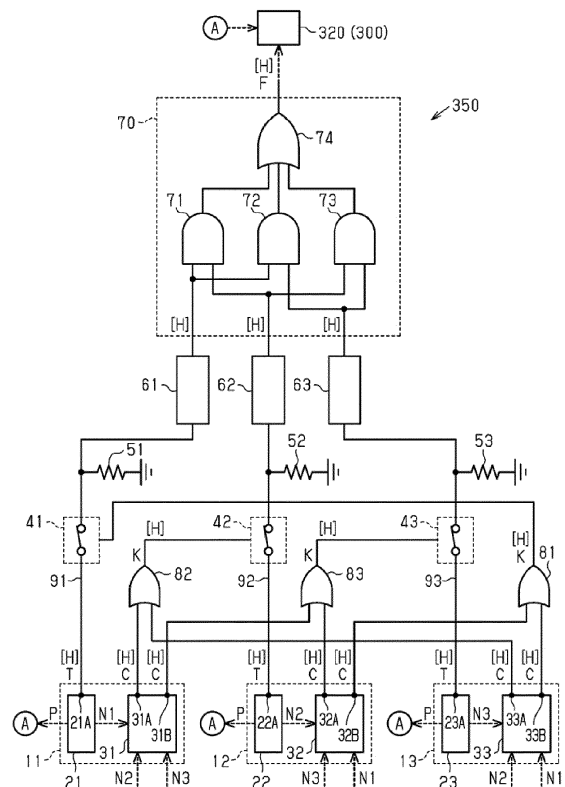 A 320 (300)
[H]
F
350
70
74
71 72 73
[H] [H] [H]
61 62 63
51 52 53
41 [H] 42 [H] 43 [H]
K K K 81
91 82 92 83 93
[H] [H] [H] [H] [H] [H] [H] [H] [H]
T C C T C C T C C
A P 21A N1 31A 31B A P 22A N2 32A 32B A P 23A N3 33A 33B
11 31 12 32 13 33
21 N2 N3 22 N3 N1 23 N2 N1